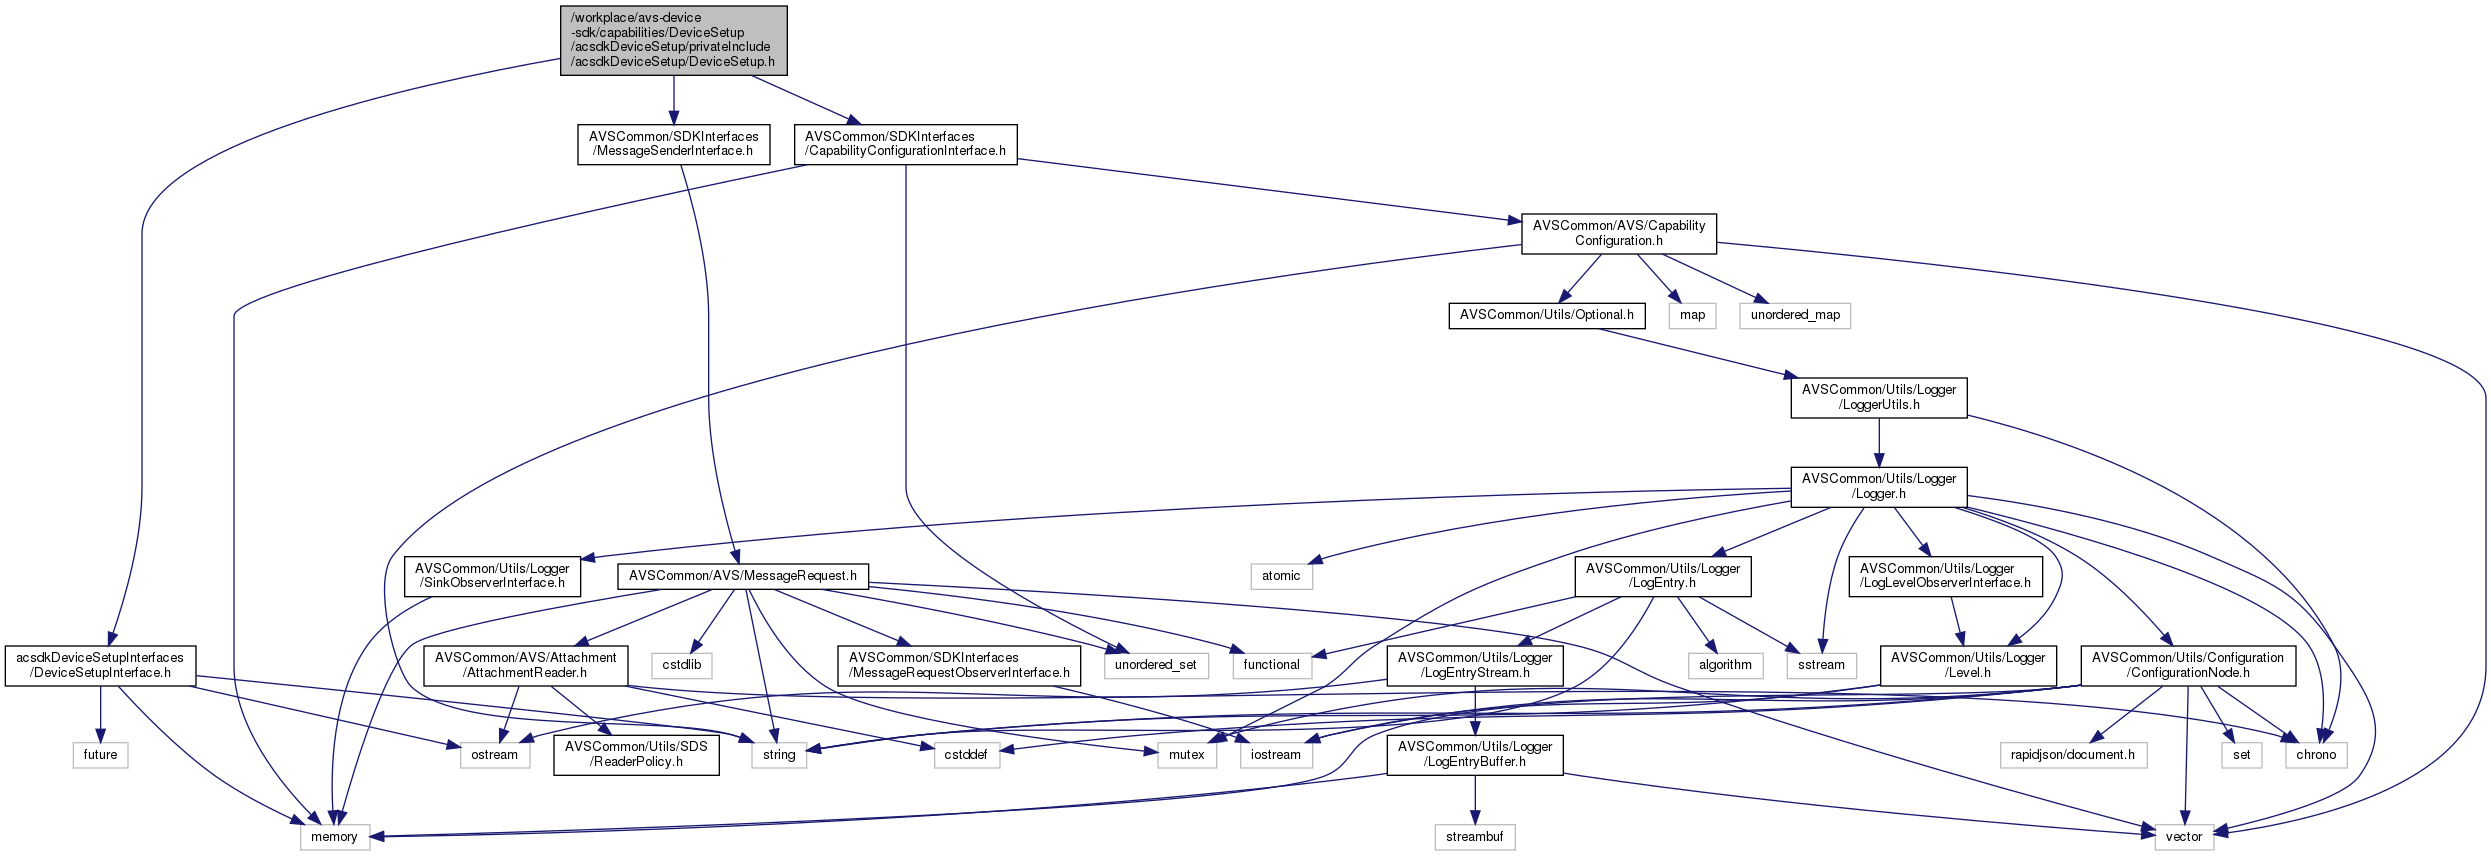 /workplace/avs-device
-sdk/capabilities/DeviceSetup
/acsdkDeviceSetup/privateInclude
/acsdkDeviceSetup/DeviceSetup.h
AVSCommon/SDKInterfaces
/MessageSenderInterface.h
AVSCommon/SDKInterfaces
/CapabilityConfigurationInterface.h
AVSCommon/AVS/Capability
Configuration.h
AVSCommon/Utils/Optional.h
map
unordered_map
AVSCommon/Utils/Logger
/LoggerUtils.h
AVSCommon/Utils/Logger
/Logger.h
AVSCommon/Utils/Logger
/SinkObserverInterface.h
AVSCommon/AVS/MessageRequest.h
atomic
AVSCommon/Utils/Logger
/LogEntry.h
AVSCommon/Utils/Logger
/LogLevelObserverInterface.h
acsdkDeviceSetupInterfaces
/DeviceSetupInterface.h
AVSCommon/AVS/Attachment
/AttachmentReader.h
cstdlib
AVSCommon/SDKInterfaces
/MessageRequestObserverInterface.h
unordered_set
functional
AVSCommon/Utils/Logger
/LogEntryStream.h
algorithm
sstream
AVSCommon/Utils/Logger
/Level.h
AVSCommon/Utils/Configuration
/ConfigurationNode.h
future
ostream
AVSCommon/Utils/SDS
/ReaderPolicy.h
string
cstddef
mutex
iostream
AVSCommon/Utils/Logger
/LogEntryBuffer.h
rapidjson/document.h
set
chrono
memory
streambuf
vector